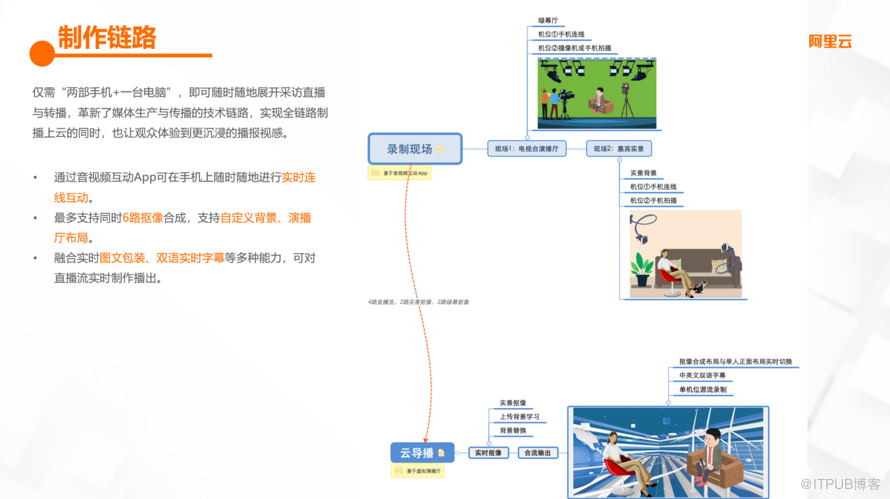 制作链路
阿里云
仅需“两部手机+一台电脑”，即可随时随地展开采访直播
与转播，革新了媒体生产与传播的技术链路，实现全链路制
播上云的同时，也让观众体验到更沉浸的播报视感。
• 通过音视频互动App可在手机上随时随地进行实时连
线互动。
• 最多支持同时6路抠像合成，支持自定义背景、演播
厅布局。
• 融合实时图文包装、双语实时字幕等多种能力，可对
直播流实时制作播出。
绿幕厅
机位①手机连线
机位②摄像机或手机拍摄
录制现场
基于音视频互动App
现场1：电视台演播厅
现场2：嘉宾实景
实景背景
机位①手机连线
机位②手机拍摄
4路直播流，2路实景抠像、2路绿幕抠像
抠像合成布局与单人正面布局实时切换
中英文双语字幕
单机位源流录制
实景抠像
上传背景学习
背景替换
云导播
基于虚拟演播厅
实时抠像
合流输出
@ITPUB博客